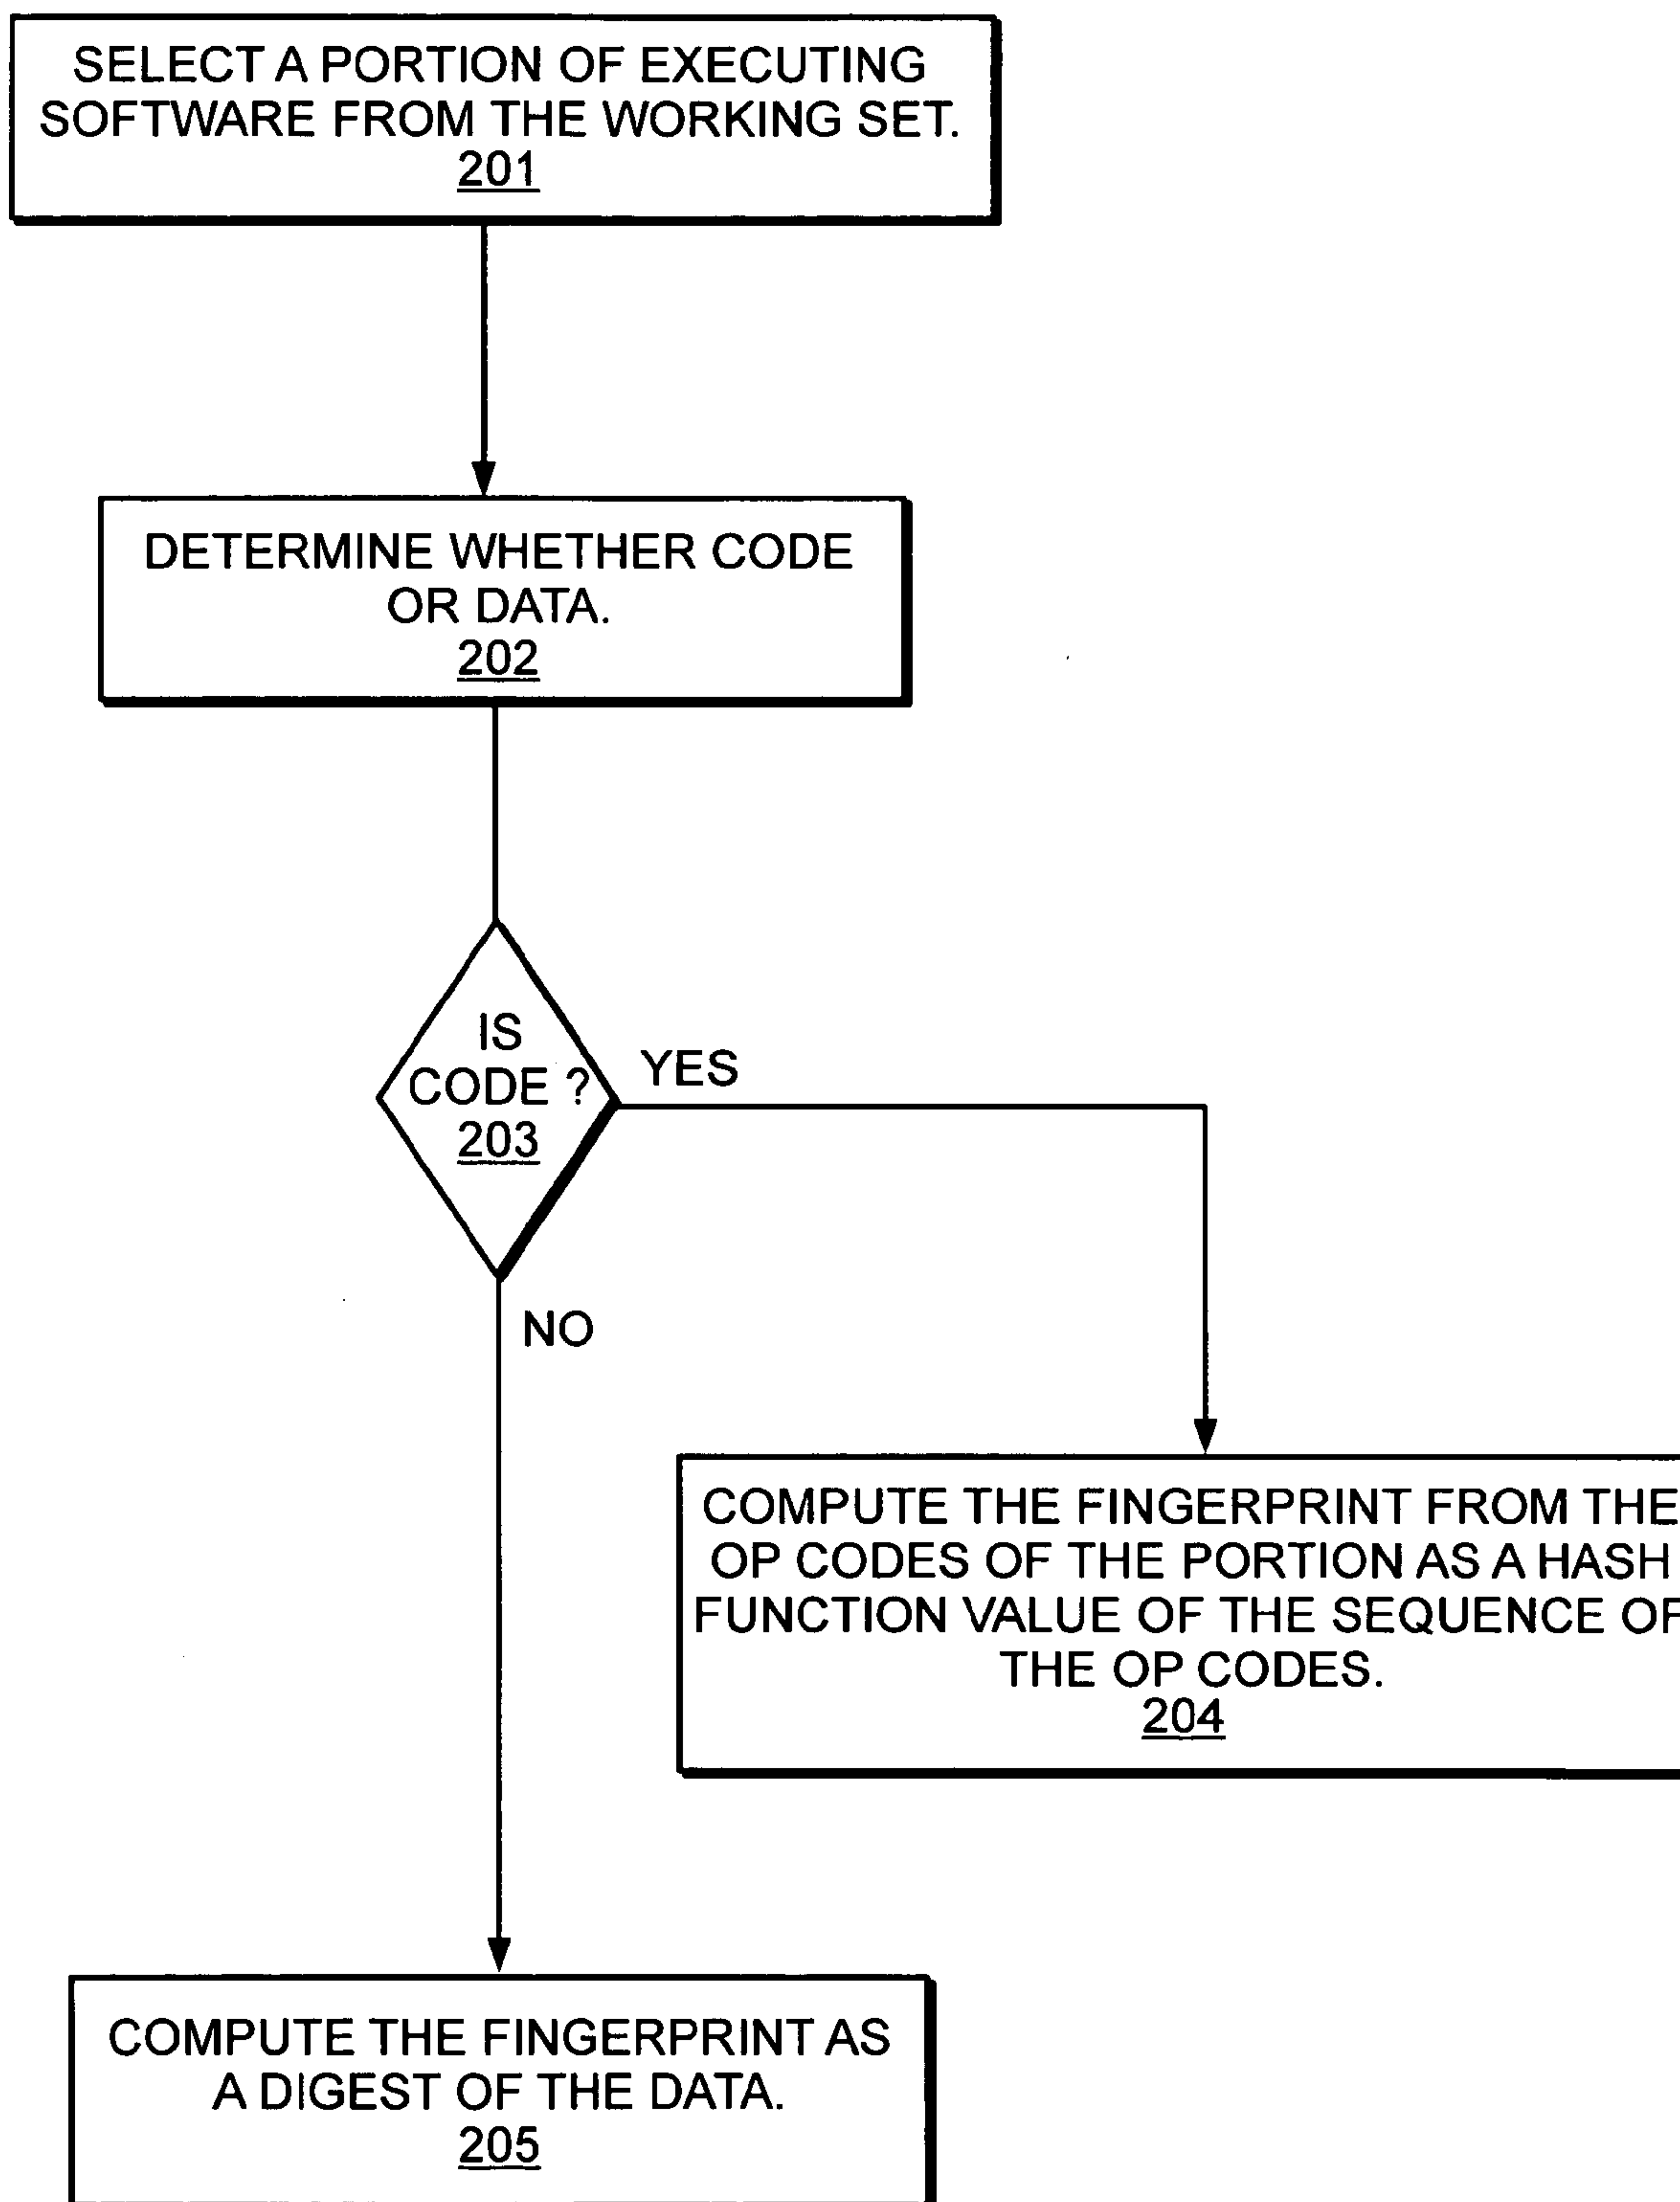 SELECT A PORTION OF EXECUTING
SOFTWARE FROM THE WORKING SET.
201
DETERMINE WHETHER CODE
OR DATA.
202
IS
CODE ?
203
YES
NO
COMPUTE THE FINGERPRINT FROM THE
OP CODES OF THE PORTION AS A HASH
FUNCTION VALUE OF THE SEQUENCE OF
THE OP CODES.
204
COMPUTE THE FINGERPRINT AS
A DIGEST OF THE DATA.
205